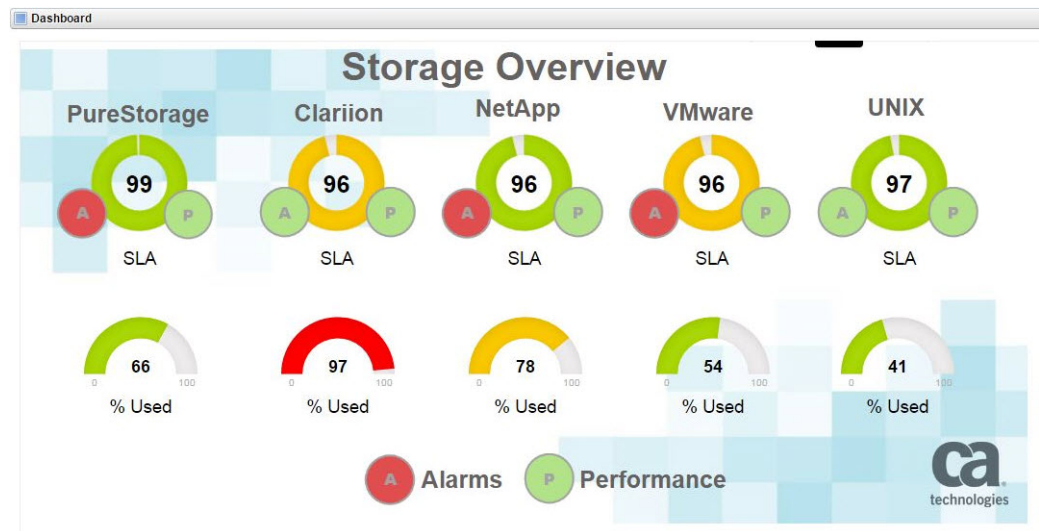 Dashboard
Storage Overview
PureStorage Clariion NetApp VMware UNIX
99 96 96 96 97
A P A P A P A P A P
SLA SLA SLA SLA SLA
66 97 78 54 41
0 100 0 100 0 100 0 100 0 100
% Used % Used % Used % Used % Used
A Alarms P Performance
ca
technologies